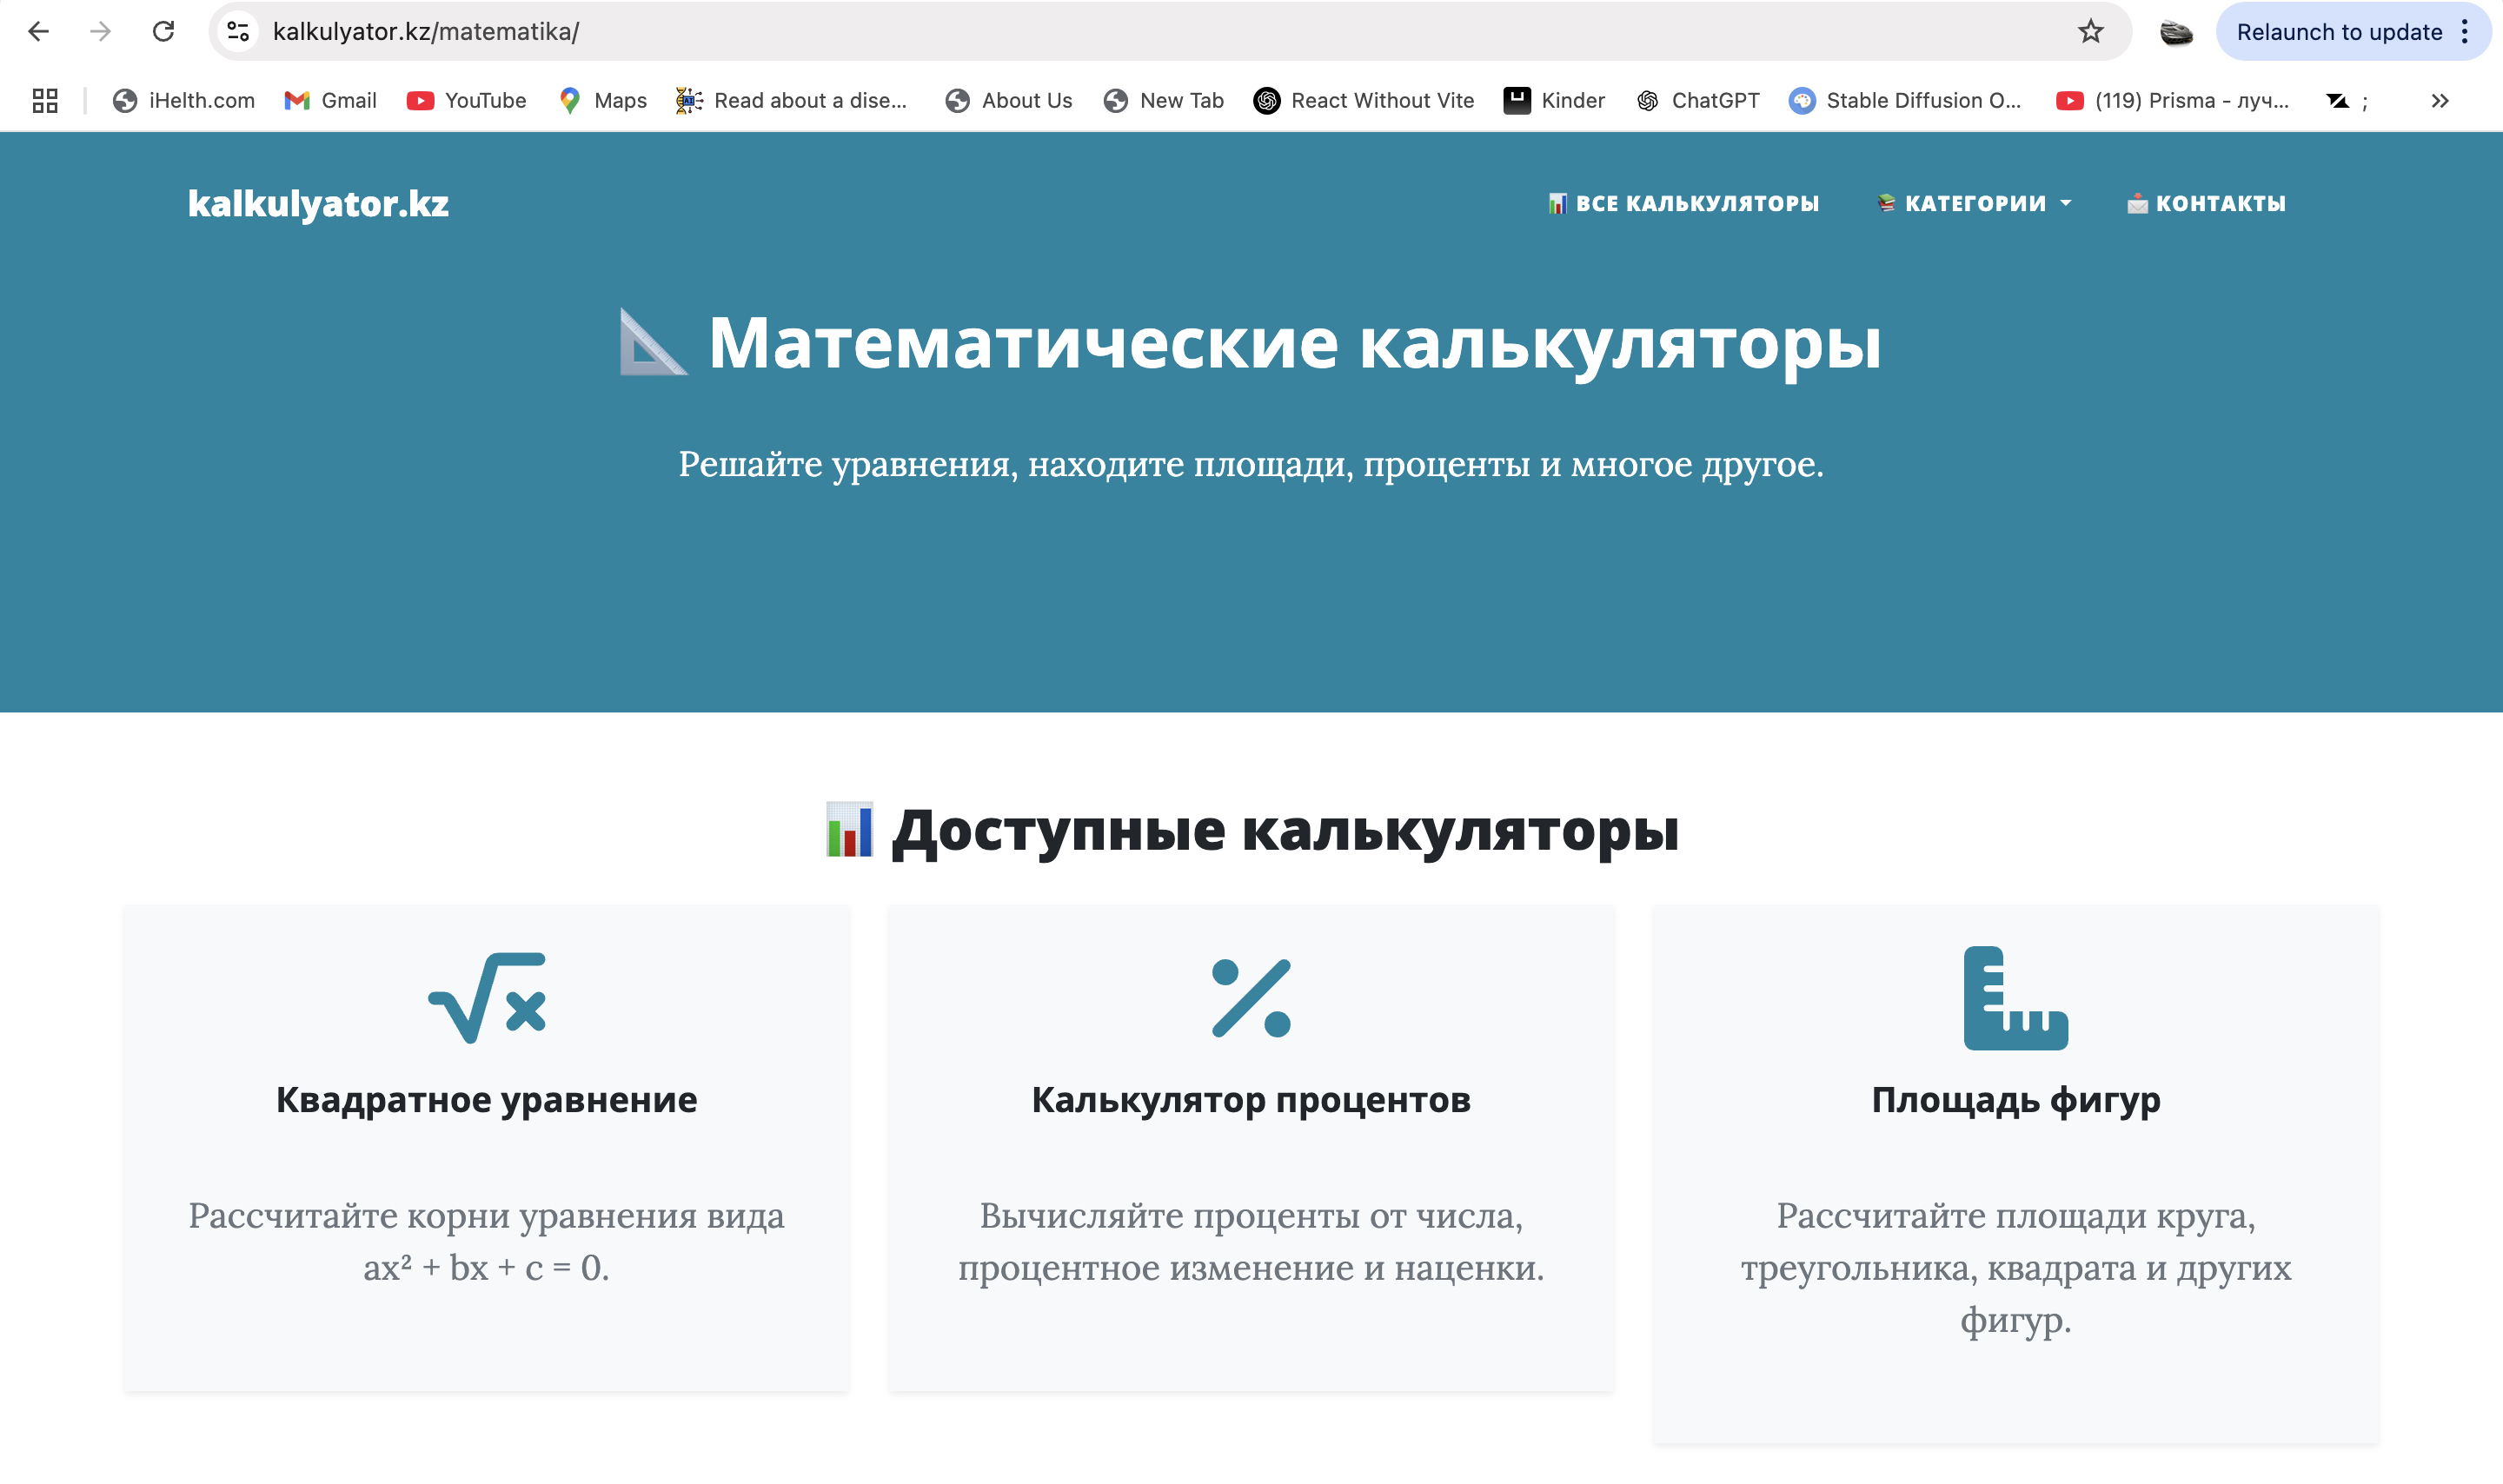 kalkulyator.kz/matematika/
Relaunch to update
iHelth.com
Gmail
YouTube
Maps
Read about a dise...
About Us
New Tab
React Without Vite
Kinder
ChatGPT
Stable Diffusion O...
(119) Prisma - луч...
;
kalkulyator.kz
ВСЕ КАЛЬКУЛЯТОРЫ
КАТЕГОРИИ
КОНТАКТЫ
Математические калькуляторы
Решайте уравнения, находите площади, проценты и многое другое.
Доступные калькуляторы
Квадратное уравнение
Рассчитайте корни уравнения вида
ax² + bx + c = 0.
Калькулятор процентов
Вычисляйте проценты от числа,
процентное изменение и наценки.
Площадь фигур
Рассчитайте площади круга,
треугольника, квадрата и других
фигур.